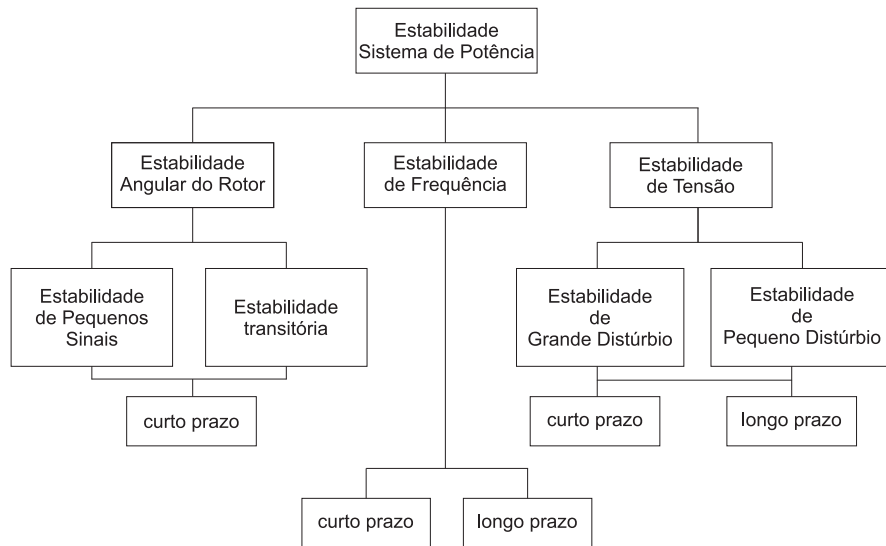 Estabilidade
Sistema de Potência
Estabilidade
Angular do Rotor
Estabilidade
de Frequência
Estabilidade
de Tensão
Estabilidade
de Pequenos
Sinais
Estabilidade
transitória
Estabilidade
de
Grande Distúrbio
Estabilidade
de
Pequeno Distúrbio
curto prazo
curto prazo
longo prazo
curto prazo
longo prazo